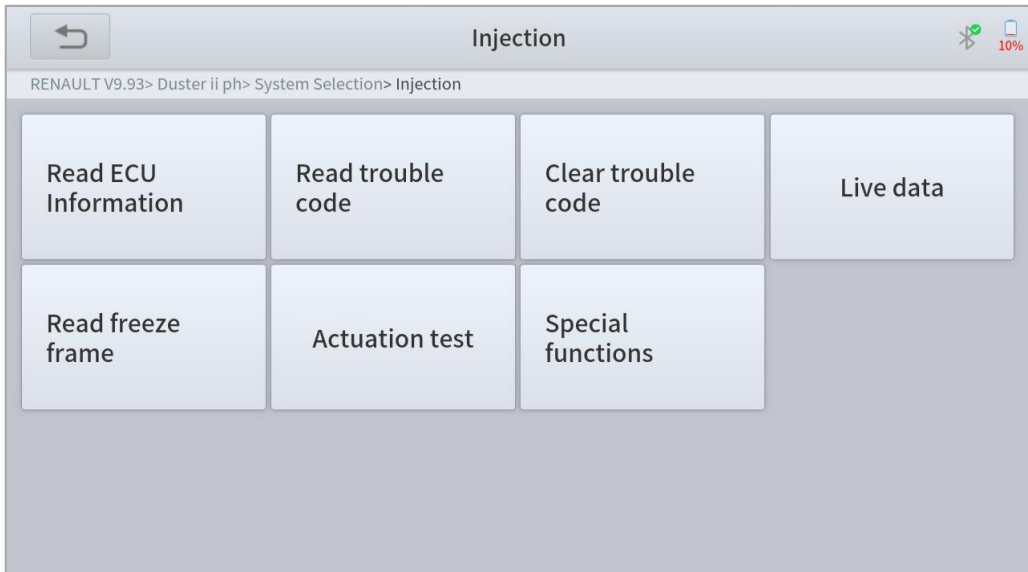 Injection
10%
RENAULT V9.93> Duster ii ph> System Selection> Injection
Read ECU
Information
Read trouble
code
Clear trouble
code
Live data
Read freeze
frame
Actuation test
Special
functions